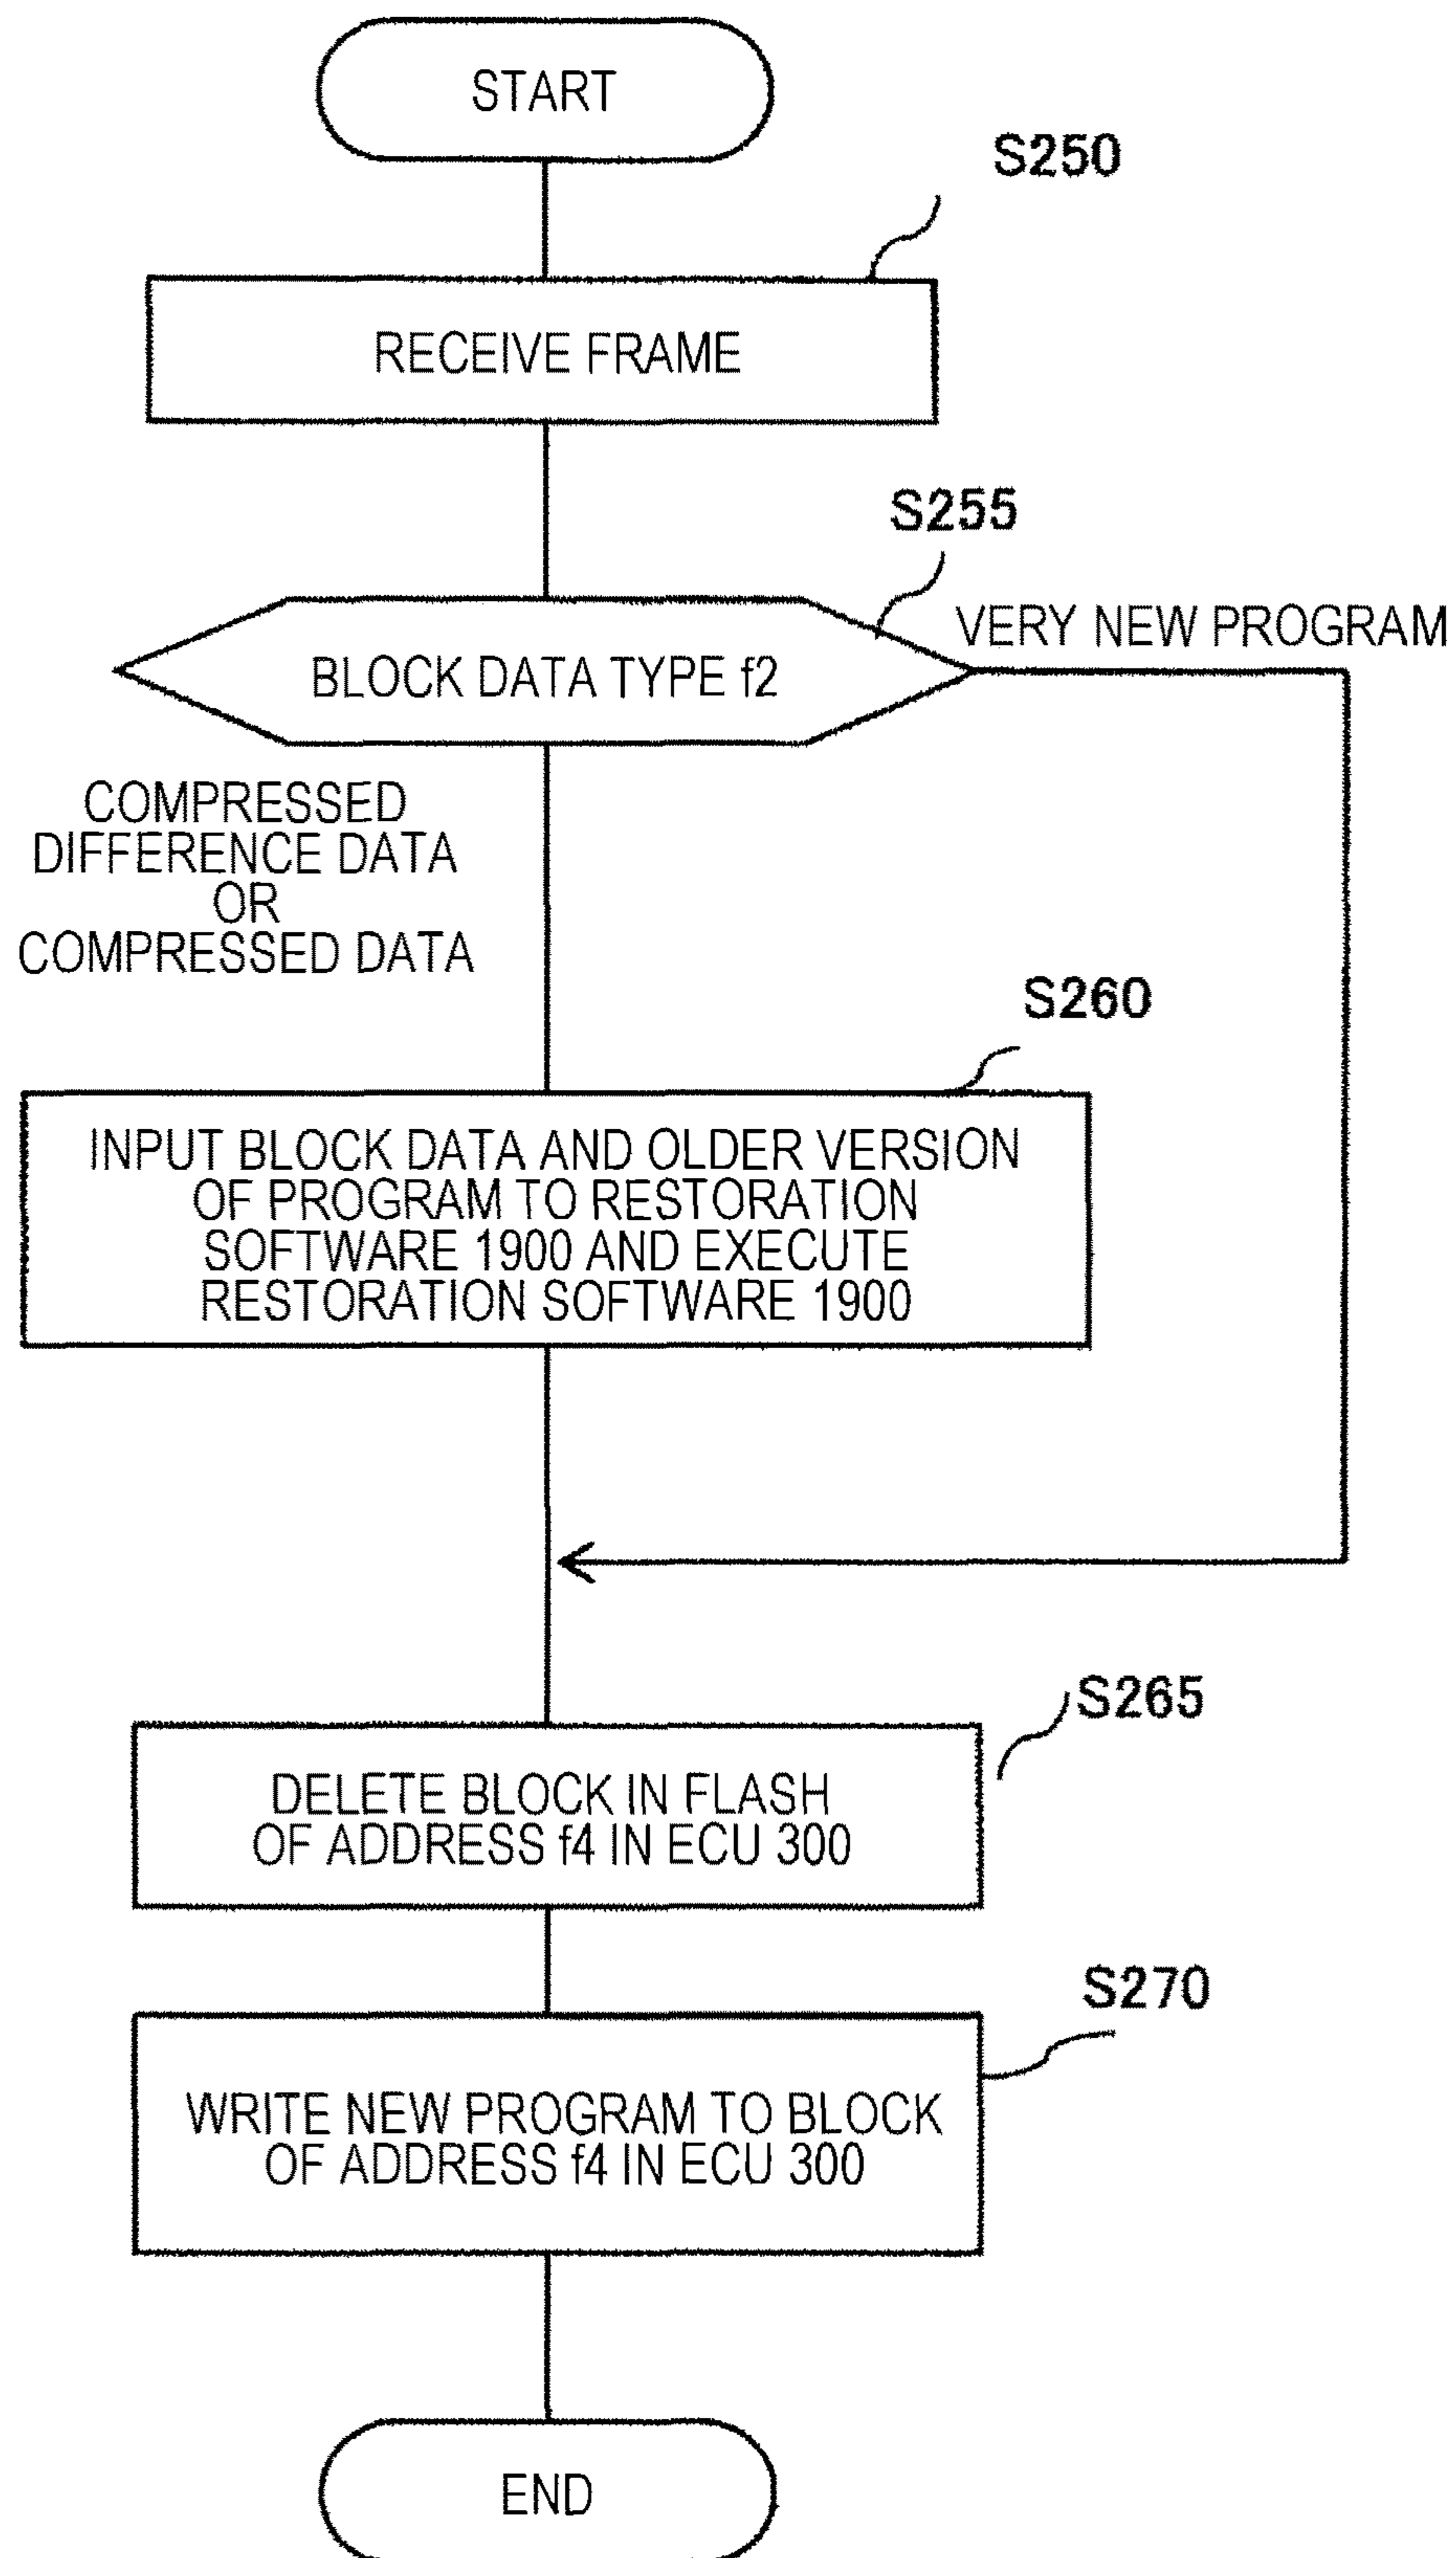 START
S250
RECEIVE FRAME
S255
VERY NEW PROGRAM
BLOCK DATA TYPE f2
COMPRESSED
DIFFERENCE DATA
OR
COMPRESSED DATA
S260
INPUT BLOCK DATA AND OLDER VERSION
OF PROGRAM TO RESTORATION
SOFTWARE 1900 AND EXECUTE
RESTORATION SOFTWARE 1900
S265
DELETE BLOCK IN FLASH
OF ADDRESS f4 IN ECU 300
S270
WRITE NEW PROGRAM TO BLOCK
OF ADDRESS f4 IN ECU 300
END